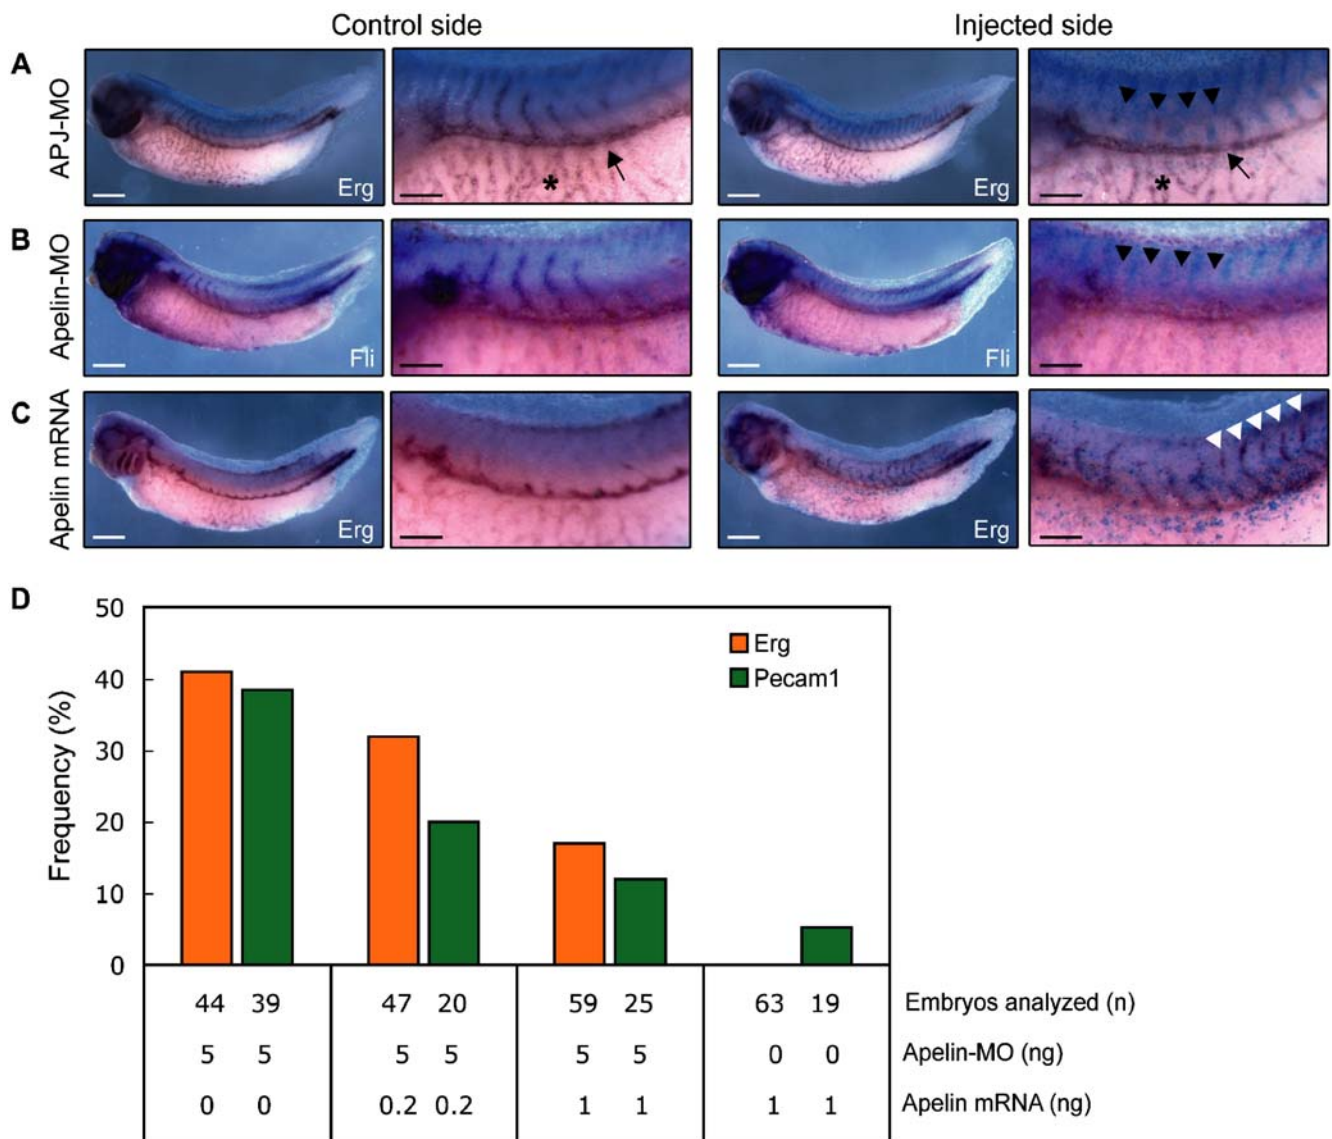 Control side
Injected side
A
APJ-MO
Erg
*
Erg
*
B
Apelin-MO
Fli
Fli
C
Apelin mRNA
Erg
Erg
D
Frequency (%)
50
40
30
20
10
0
Erg
Pecam1
44 39 47 20 59 25 63 19 Embryos analyzed (n)
5 5 5 5 5 5 0 0 Apelin-MO (ng)
0 0 0.2 0.2 1 1 1 1 Apelin mRNA (ng)